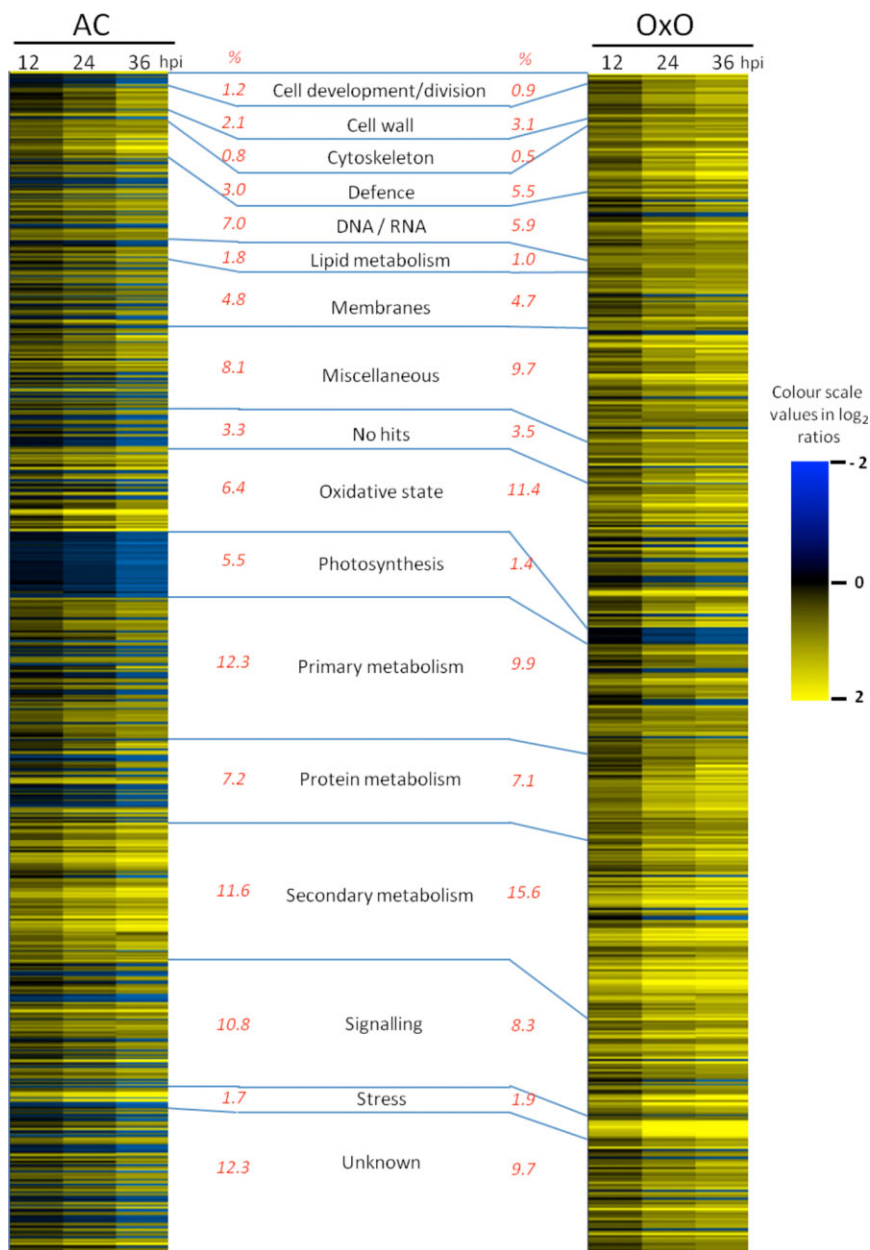 AC
OxO
12 24 36 hpi
% %
12 24 36 hpi
1.2 Cell development/division 0.9
2.1 Cell wall 3.1
0.8 Cytoskeleton 0.5
3.0 Defence 5.5
7.0 DNA / RNA 5.9
1.8 Lipid metabolism 1.0
4.8 Membranes 4.7
8.1 Miscellaneous 9.7
3.3 No hits 3.5
6.4 Oxidative state 11.4
5.5 Photosynthesis 1.4
12.3 Primary metabolism 9.9
7.2 Protein metabolism 7.1
11.6 Secondary metabolism 15.6
10.8 Signalling 8.3
1.7 Stress 1.9
12.3 Unknown 9.7
Colour scale
values in log2
ratios
- 2
0
2